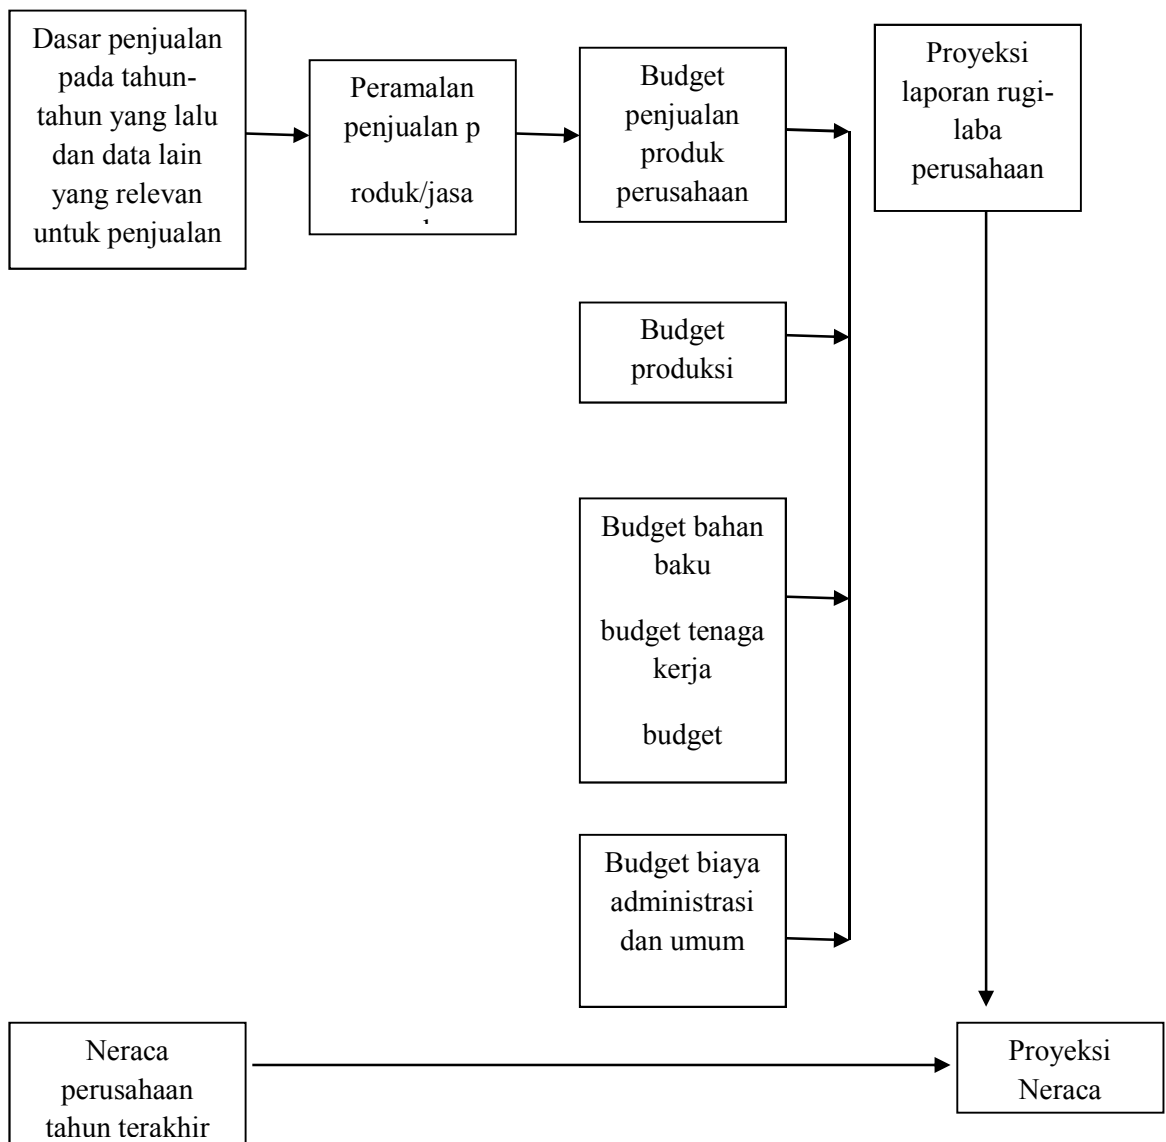 Dasar penjualan
pada tahun-
tahun yang lalu
dan data lain
yang relevan
untuk penjualan
Peramalan
penjualan p
roduk/jasa
Budget
penjualan
produk
perusahaan
Proyeksi
laporan rugi-
laba
perusahaan
Budget
produksi
Budget bahan
baku
budget tenaga
kerja
budget
Budget biaya
administrasi
dan umum
Neraca
perusahaan
tahun terakhir
Proyeksi
Neraca